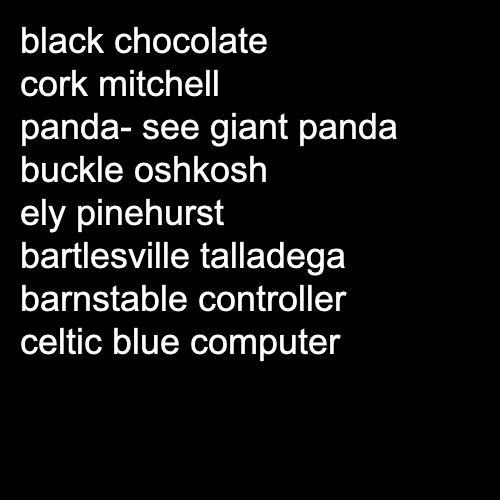 black chocolate
cork mitchell
panda- see giant panda
buckle oshkosh
ely pinehurst
bartlesville talladega
barnstable controller
celtic blue computer